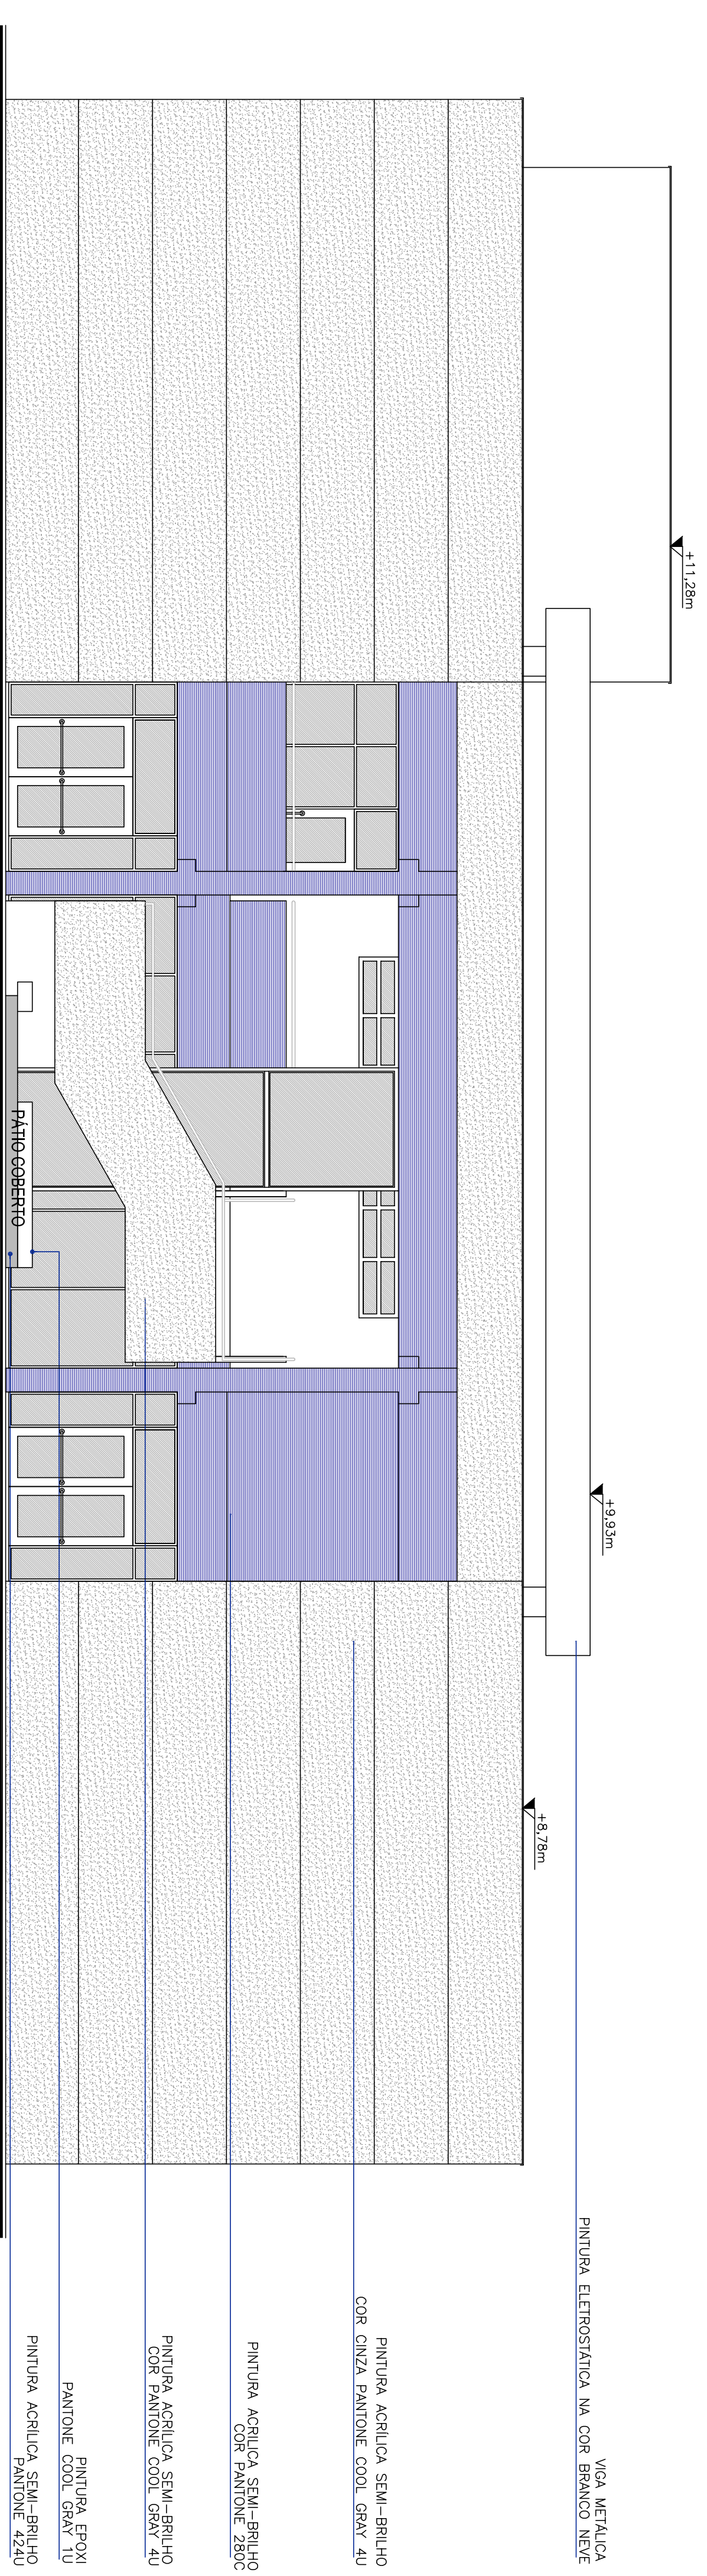 +11,28m
+9,93m
+8,78m
VIGA METÁLICA
PINTURA ELETROSTÁTICA NA COR BRANCO NEVE
PINTURA ACRÍLICA SEMI-BRILHO
COR CINZA PANTONE COOL GRAY 4U
PINTURA ACRILICA SEMI-BRILHO
COR PANTONE 280C
PINTURA ACRÍLICA SEMI-BRILHO
COR PANTONE COOL GRAY 4U
PINTURA EPOXI
PANTONE COOL GRAY 1U
PINTURA ACRÍLICA SEMI-BRILHO
PANTONE 424U
PÁTIO COBERTO